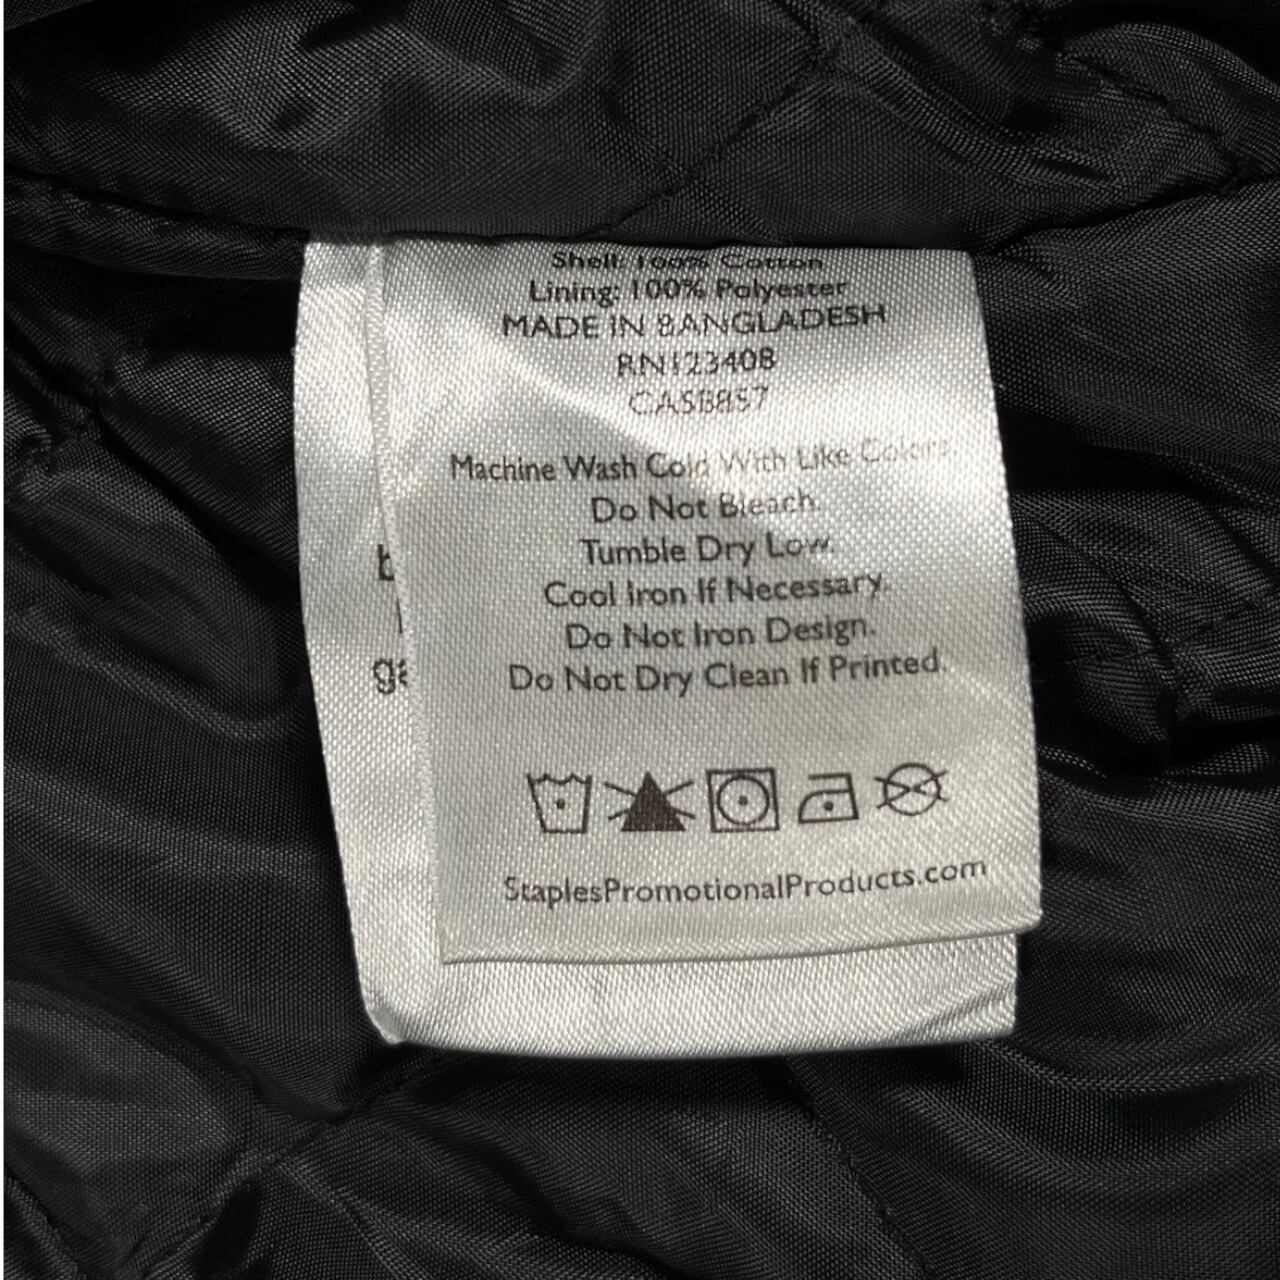 Shell: 100% Cotton
Lining: 100% Polyester
MADE IN BANGLADESH
RN123408
CA58857
Machine Wash Cold With Like Colors.
Do Not Bleach.
Tumble Dry Low.
Cool Iron If Necessary.
Do Not Iron Design.
Do Not Dry Clean If Printed.
StaplesPromotionalProducts.com